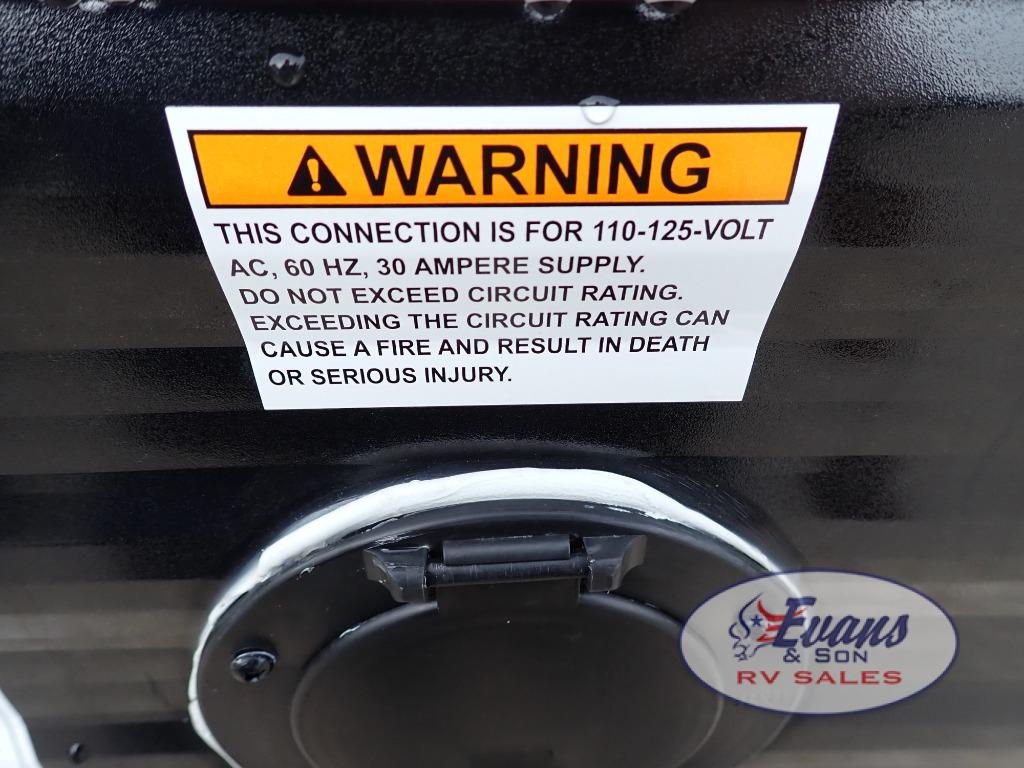 WARNING
THIS CONNECTION IS FOR 110-125-VOLT
AC, 60 HZ, 30 AMPERE SUPPLY.
DO NOT EXCEED CIRCUIT RATING.
EXCEEDING THE CIRCUIT RATING CAN
CAUSE A FIRE AND RESULT IN DEATH
OR SERIOUS INJURY.
Evans
& SON
RV SALES